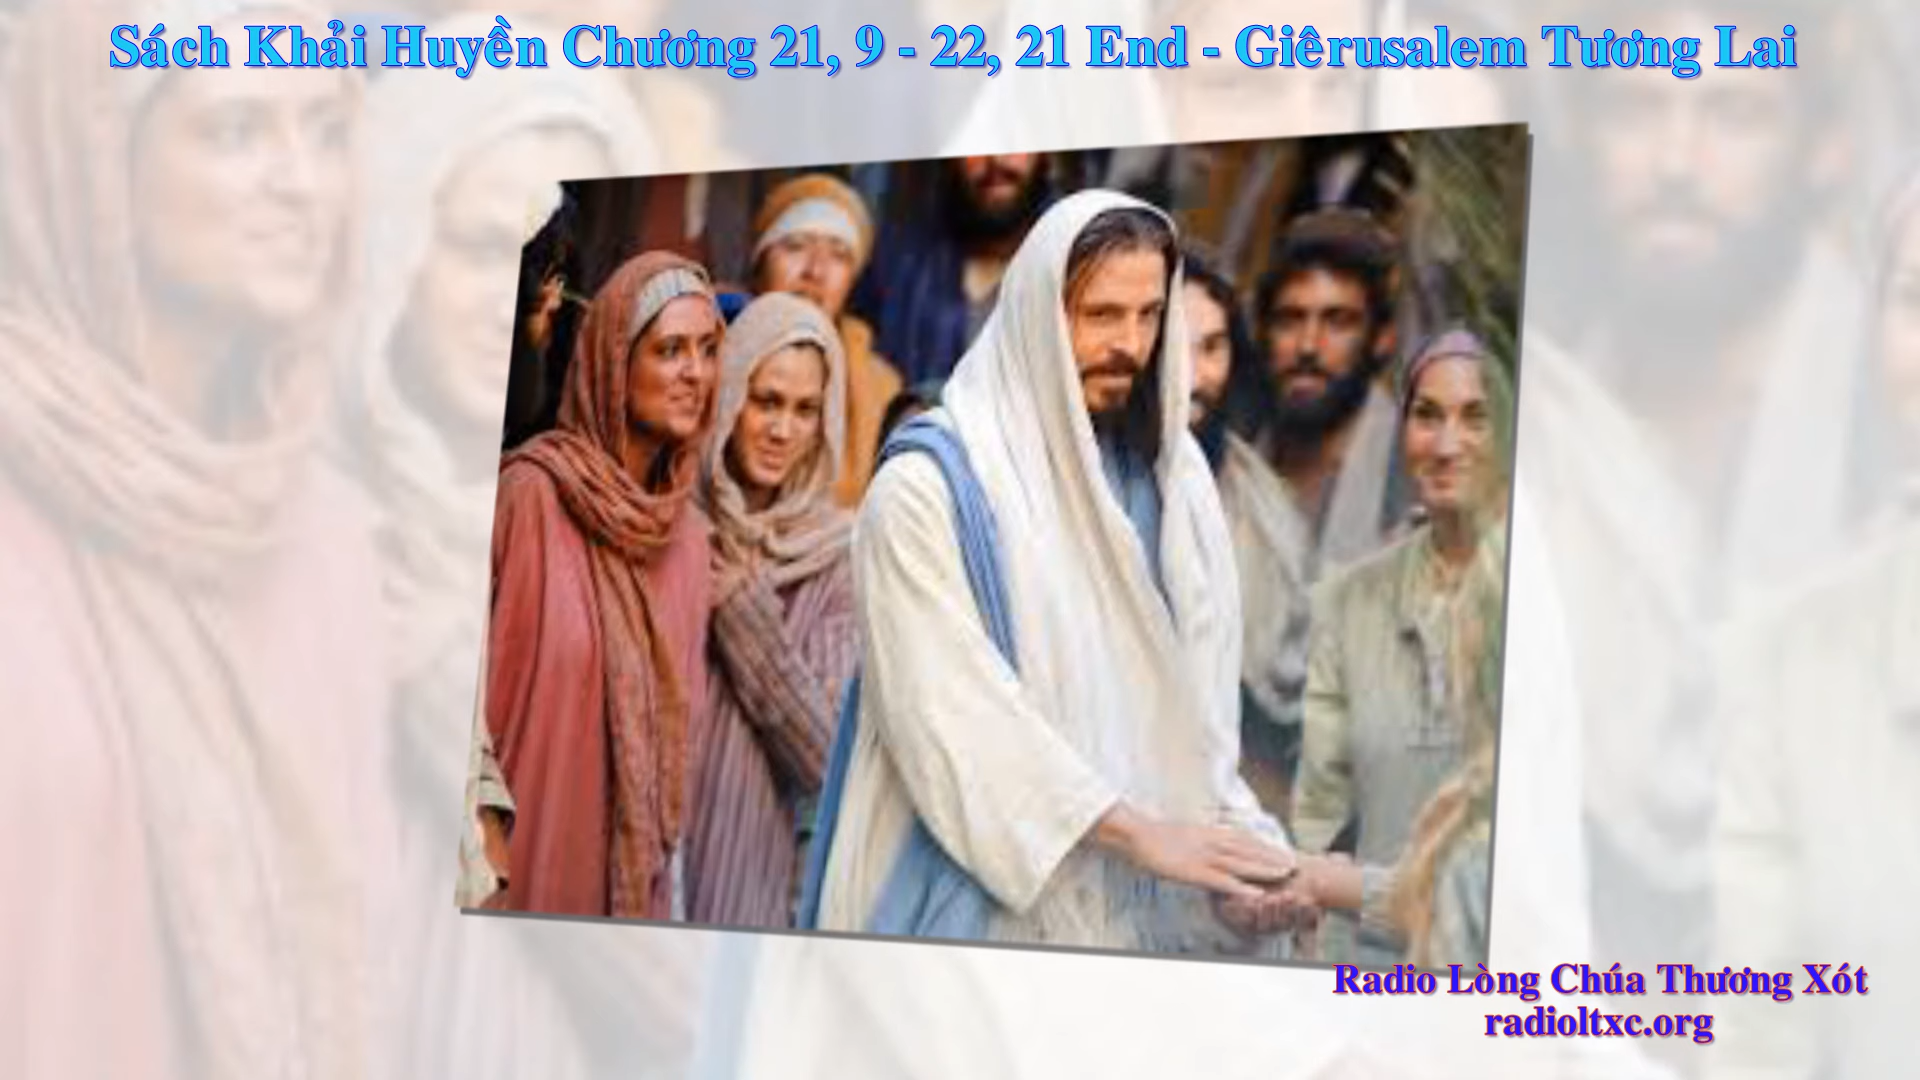 Sách Khải Huyền Chương 21, 9 - 22, 21 End - Giêrusalem Tương Lai
Radio Lòng Chúa Thương Xót
radioltxc.org